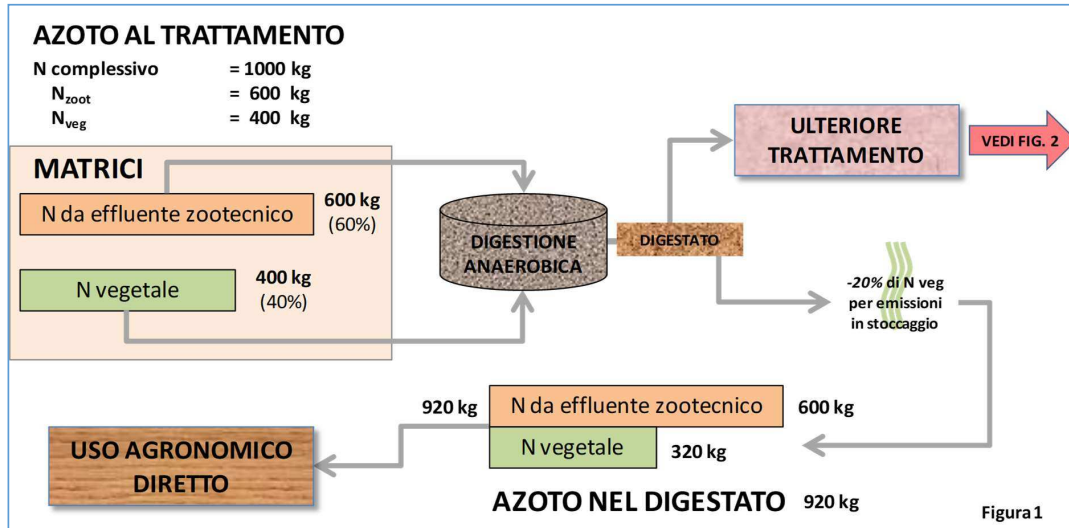 AZOTO AL TRATTAMENTO
N complessivo = 1000 kg
Nzoot = 600 kg
Nveg = 400 kg
MATRICI
N da effluente zootecnico
600 kg
(60%)
N vegetale
400 kg
(40%)
DIGESTIONE
ANAEROBICA
DIGESTATO
ULTERIORE
TRATTAMENTO
VEDI FIG. 2
-20% di N veg
per emissioni
in stoccaggio
920 kg
N da effluente zootecnico
600 kg
N vegetale
320 kg
USO AGRONOMICO
DIRETTO
AZOTO NEL DIGESTATO 920 kg
Figura1